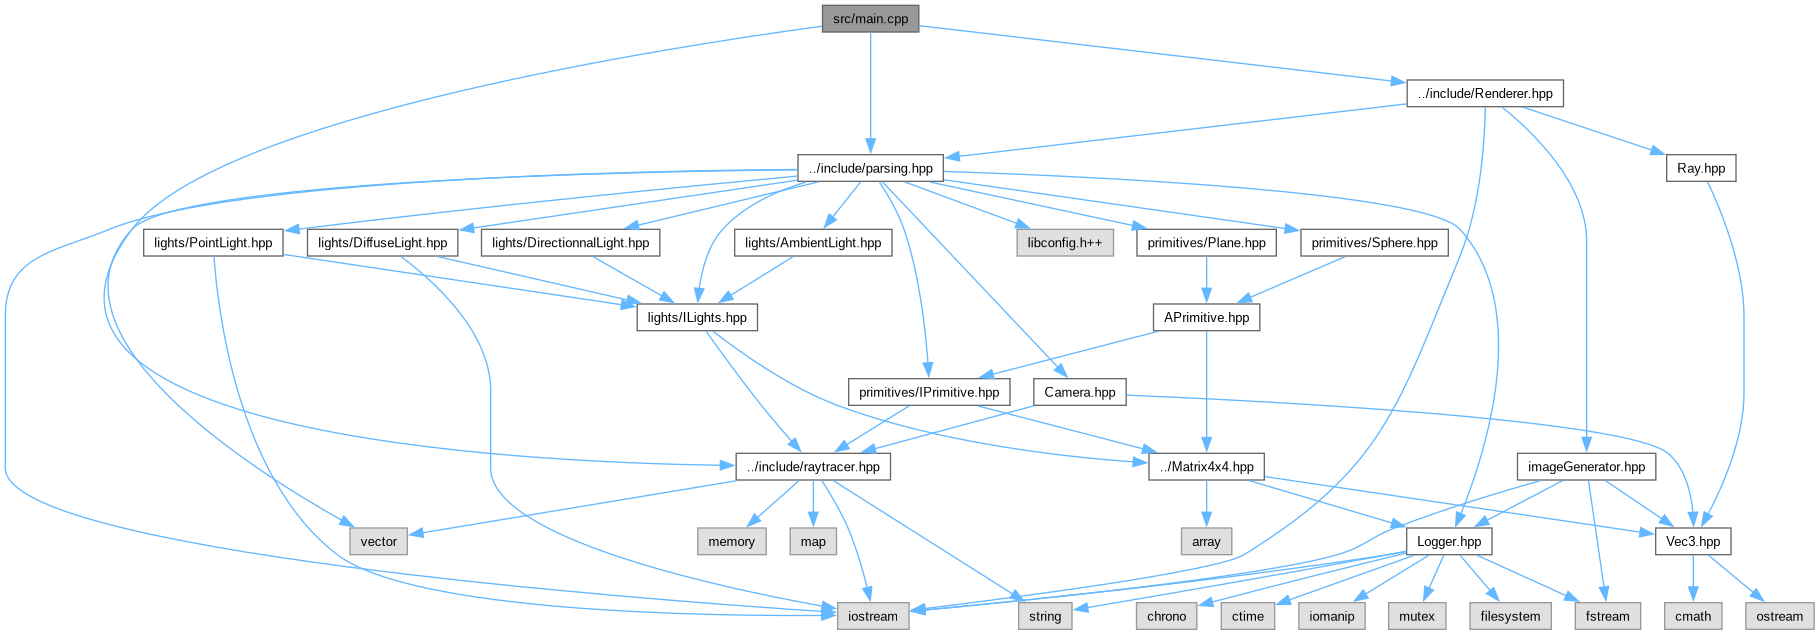 src/main.cpp
../include/Renderer.hpp
../include/parsing.hpp
Ray.hpp
lights/PointLight.hpp
lights/DiffuseLight.hpp
lights/DirectionnalLight.hpp
lights/AmbientLight.hpp
libconfig.h++
primitives/Plane.hpp
primitives/Sphere.hpp
lights/ILights.hpp
APrimitive.hpp
primitives/IPrimitive.hpp
Camera.hpp
../include/raytracer.hpp
../Matrix4x4.hpp
imageGenerator.hpp
vector
memory
map
array
Logger.hpp
Vec3.hpp
iostream
string
chrono
ctime
iomanip
mutex
filesystem
fstream
cmath
ostream